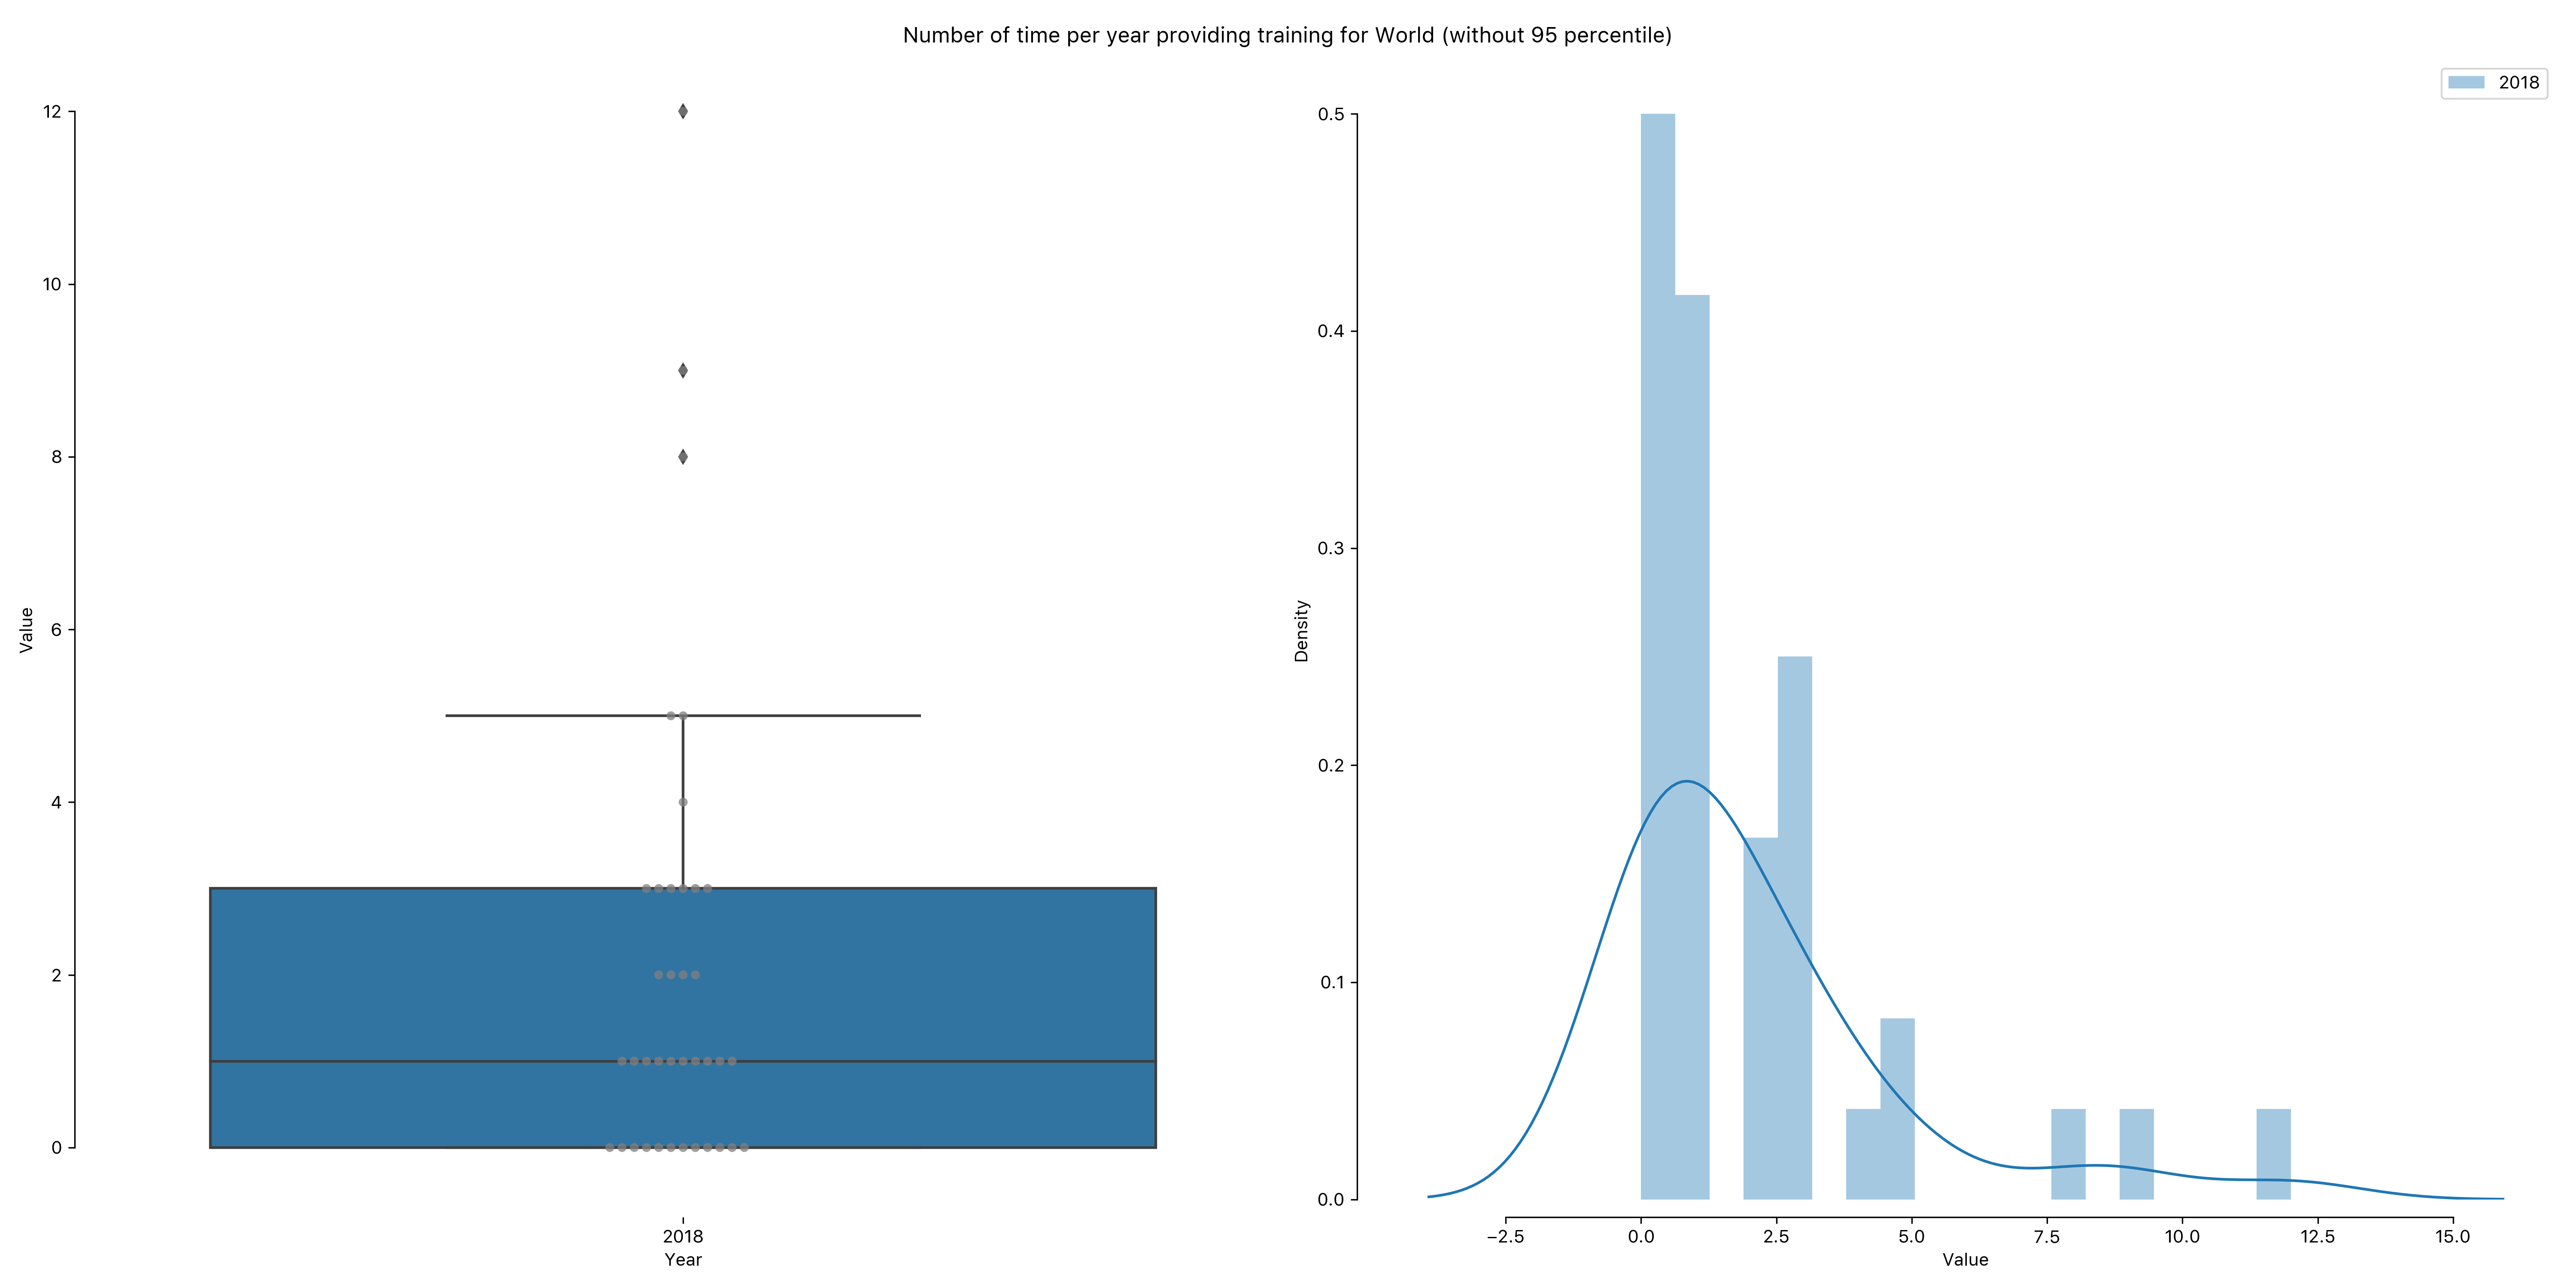 Number of time per year providing training for World (without 95 percentile)
2018
12
10
8
6
4
2
0
Value
2018
Year
0.5
0.4
0.3
0.2
0.1
0.0
Density
−2.5 0.0 2.5 5.0 7.5 10.0 12.5 15.0
Value